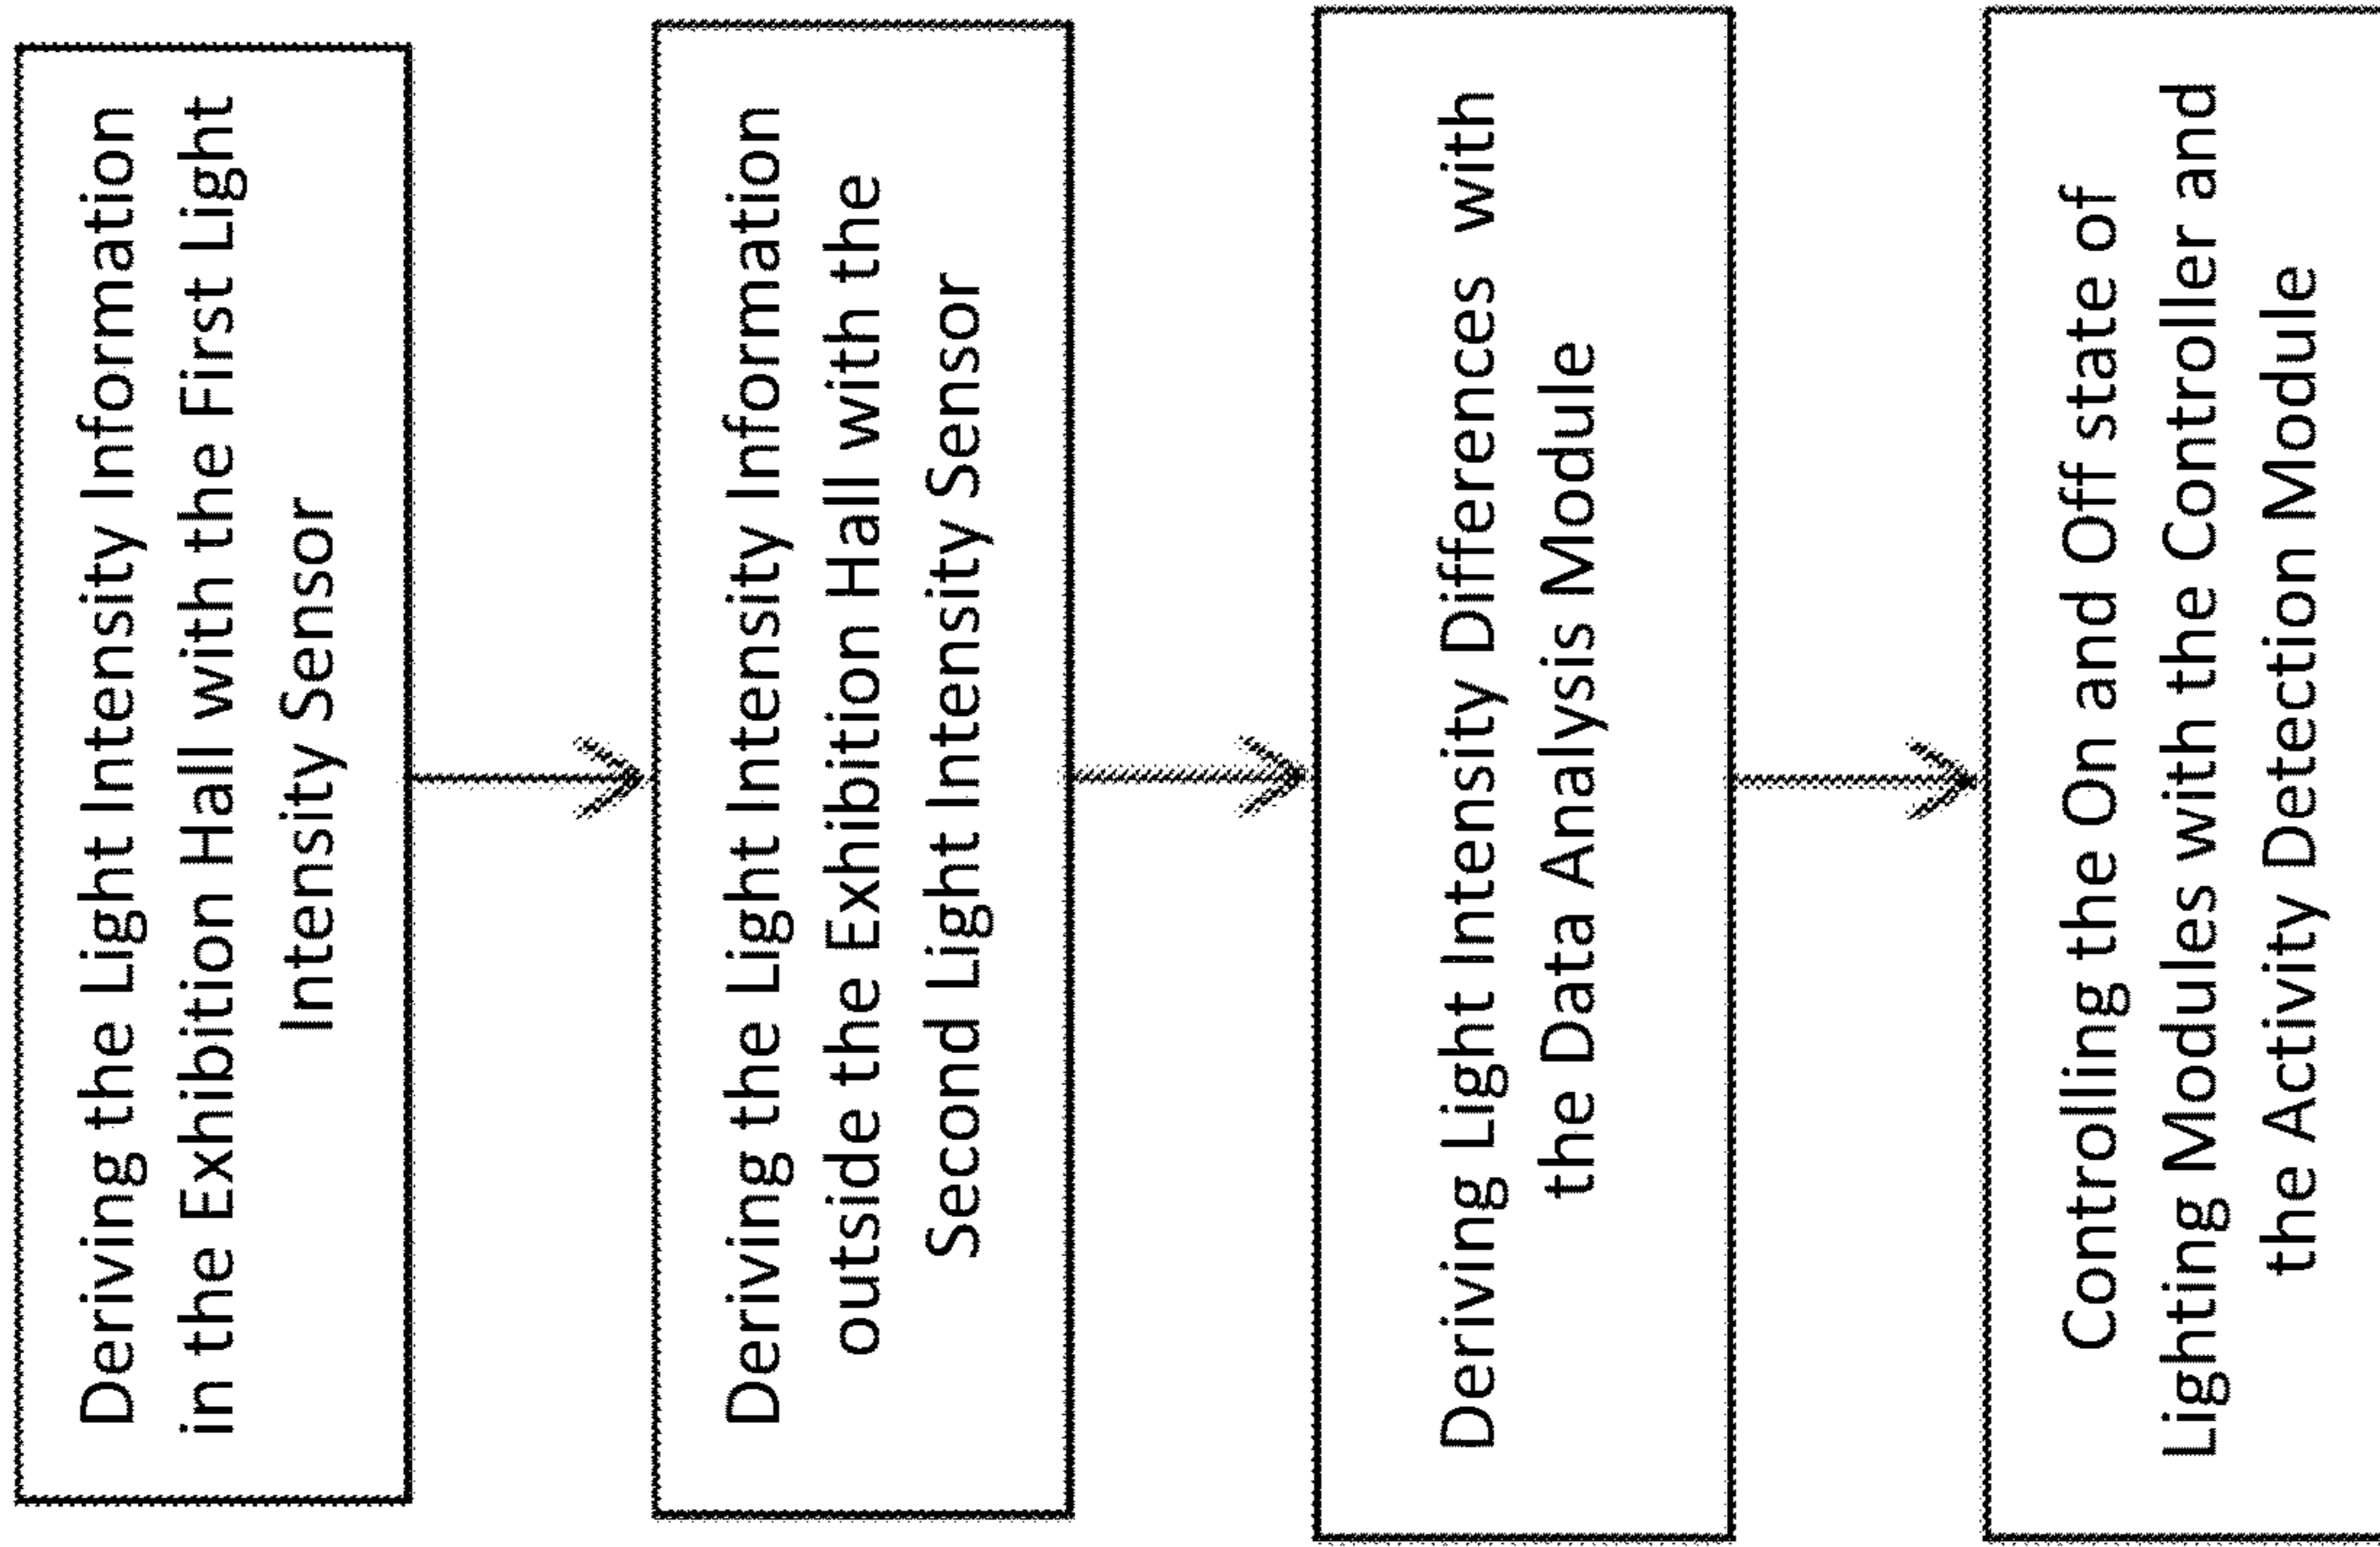 Deriving the Light Intensity Information
in the Exhibition Hall with the First Light
Intensity Sensor
Deriving the Light Intensity Information
outside the Exhibition Hall with the
Second Light Intensity Sensor
Deriving Light Intensity Differences with
the Data Analysis Module
Controlling the On and Off state of
Lighting Modules with the Controller and
the Activity Detection Module